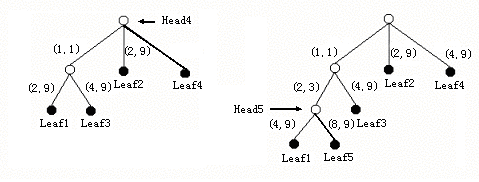 Head4
(1, 1)
(2, 9)
(2, 9)
(4, 9)
Leaf2
Leaf4
Leaf1
Leaf3
(1, 1)
(2, 9)
(4, 9)
(2, 3)
(4, 9)
Leaf2
Leaf4
Head5
(4, 9)
(8, 9)
Leaf3
Leaf1
Leaf5